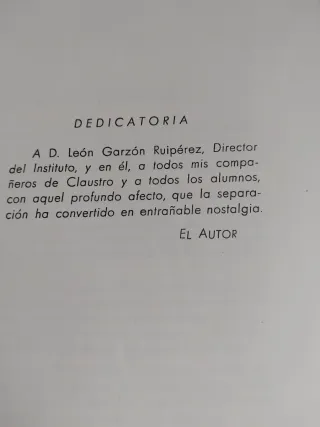 DEDICATORIA
A D. León Garzón Ruipérez, Director
del Instituto, y en él, a todos mis compa-
ñeros de Claustro y a todos los alumnos,
con aquel profundo afecto, que la separa-
ción ha convertido en entrañable nostalgia.
EL AUTOR